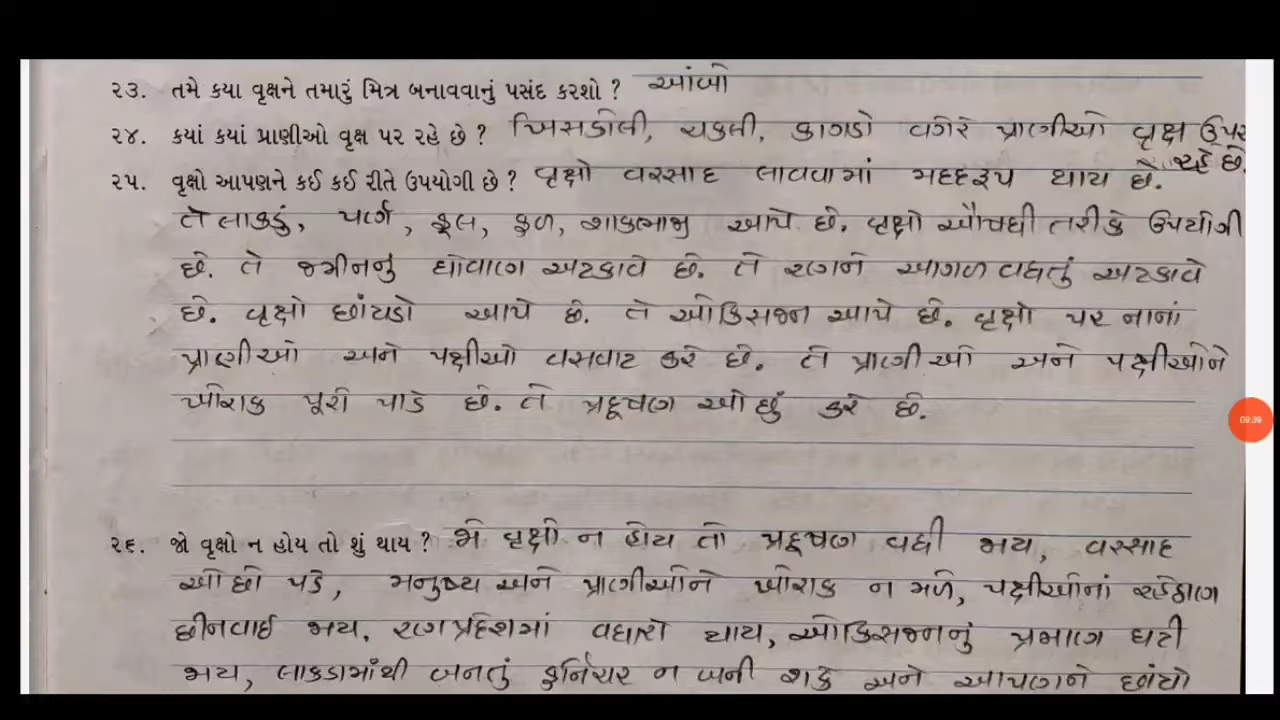 ૨૩. તમે કયા વૃક્ષને તમારું મિત્ર બનાવવાનું પસંદ કરશો ? આંબો
૨૪. કયાં કયાં પ્રાણીઓ વૃક્ષ પર રહે છે ? ખિસકોલી, ચકલી, કાગડો વગેરે પ્રાણીઓ વૃક્ષ ઉપર
રહે છે.
૨૫. વૃક્ષો આપણને કઈ કઈ રીતે ઉપયોગી છે ? વૃક્ષો વરસાદ લાવવામાં મદદરૂપ થાય છે.
તે લાકડું, પર્ણ, ફૂલ, ફળ, શાકભાજી આપે છે. વૃક્ષો ઔષધી તરીકે ઉપયોગી
છે. તે જમીનનું ધોવાણ અટકાવે છે. તે રણને આગળ વધતું અટકાવે
છે. વૃક્ષો છાંયડો આપે છે. તે ઓકિસજન આપે છે. વૃક્ષો પર નાનાં
પ્રાણીઓ અને પક્ષીઓ વસવાટ કરે છે. તે પ્રાણીઓ અને પક્ષીઓને
ખોરાક પૂરો પાડે છે. તે પ્રદૂષણ ઓછું કરે છે.
09:39
૨૬. જો વૃક્ષો ન હોય તો શું થાય ? જો વૃક્ષો ન હોય તો પ્રદૂષણ વધી જાય, વરસાદ
ઓછો પડે, મનુષ્ય અને પ્રાણીઓને ખોરાક ન મળે, પક્ષીઓનાં રહેઠાણ
છીનવાઈ જાય. રણપ્રદેશમાં વધારો થાય, ઓકિસજનનું પ્રમાણ ઘટી
જાય, લાકડામાંથી બનતું ફર્નિચર ન બની શકે અને આપણને છાંયો